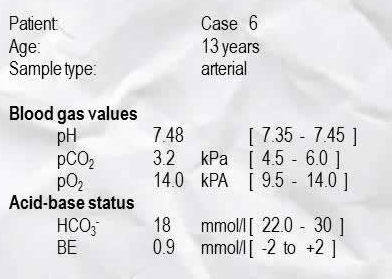 Patient: Case 6
Age: 13 years
Sample type: arterial
Blood gas values
pH 7.48 [ 7.35 - 7.45 ]
pCO₂ 3.2 kPa [ 4.5 - 6.0 ]
pO₂ 14.0 kPA [ 9.5 - 14.0 ]
Acid-base status
HCO₃⁻ 18 mmol/l [ 22.0 - 30 ]
BE 0.9 mmol/l [ -2 to +2 ]